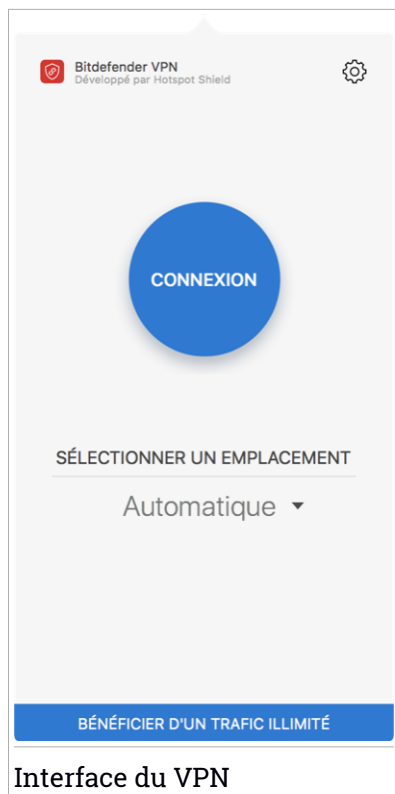 Bitdefender VPN
Développé par Hotspot Shield
CONNEXION
SÉLECTIONNER UN EMPLACEMENT
Automatique
BÉNÉFICIER D'UN TRAFIC ILLIMITÉ
Interface du VPN